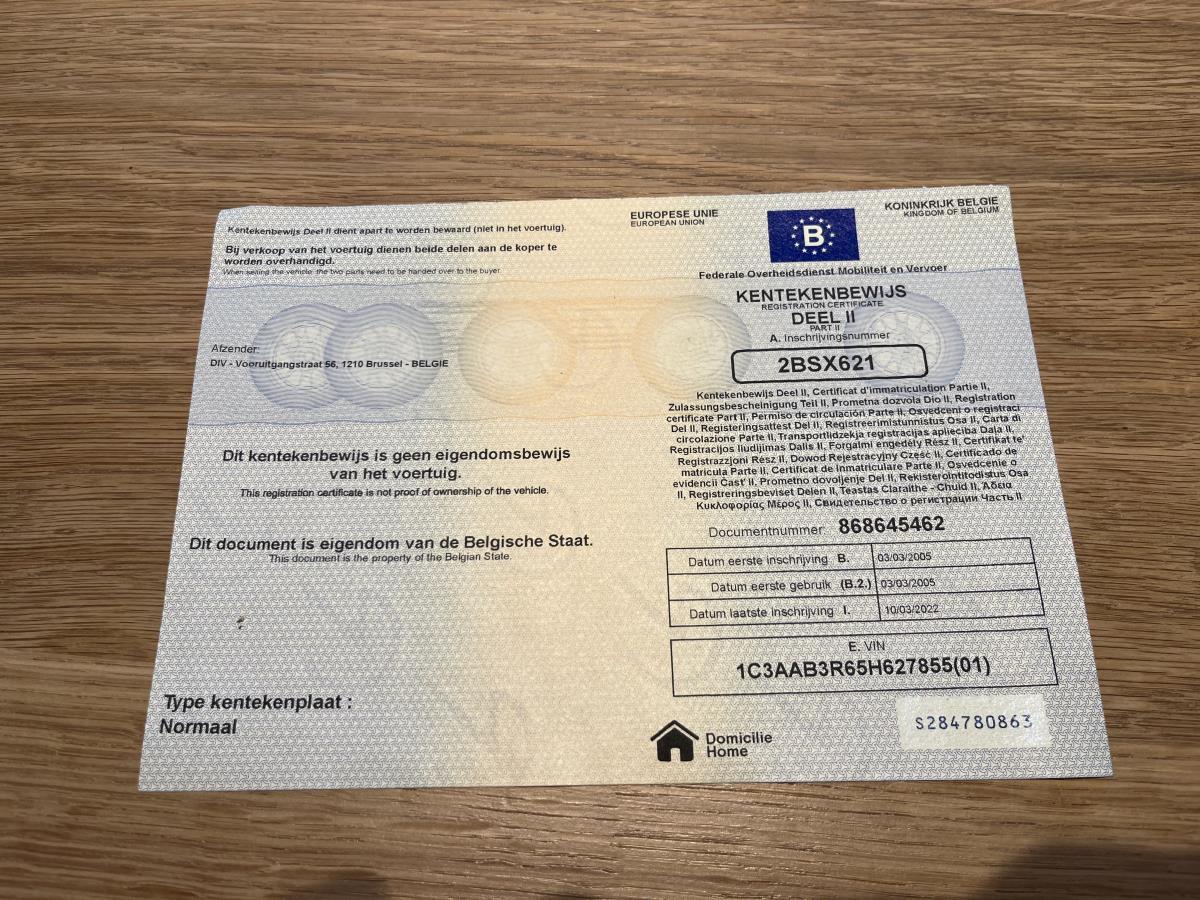 Kentekenbewijs Deel II dient apart te worden bewaard (niet in het voertuig).
Bij verkoop van het voertuig dienen beide delen aan de koper te
worden overhandigd.
When selling the vehicle, the two parts need to be handed over to the buyer.
Afzender:
DIV - Vooruitgangstraat 56, 1210 Brussel - BELGIE
Dit kentekenbewijs is geen eigendomsbewijs
van het voertuig.
This registration certificate is not proof of ownership of the vehicle.
Dit document is eigendom van de Belgische Staat.
This document is the property of the Belgian State.
Type kentekenplaat :
Normaal
EUROPESE UNIE
EUROPEAN UNION
B
KONINKRIJK BELGIE
KINGDOM OF BELGIUM
Federale Overheidsdienst Mobiliteit en Vervoer
KENTEKENBEWIJS
REGISTRATION CERTIFICATE
DEEL II
PART II
A. Inschrijvingsnummer
2BSX621
Kentekenbewijs Deel II, Certificat d'immatriculation Partie II,
Zulassungsbescheinigung Teil II, Prometna dozvola Dio II, Registration
certificate Part II, Permiso de circulación Parte II, Osvedceni o registraci
Del II, Registeringsattest Del II, Registreerimistunnistus Osa II, Carta di
circolazione Parte II, Transportlidzekja registracijas aplieciba Daļa II,
Registracijos liudijimas Dalis II, Forgalmi engedély Rész II, Certifikat ta'
Registrazzjoni Rész II, Dowod Rejestracyjny Część II, Certificado de
matricula Parte II, Certificat de Inmatriculare Parte II, Osvedcenie o
evidencii Čast' II, Prometno dovoljenje Del II, Rekisterointitodistus Osa
II, Registreringsbeviset Delen II, Teastas Claraithe - Chuid II, Άδεια
Κυκλοφορίας Μέρος II, Свидетельство о регистрации Часть II
Documentnummer: 868645462
Datum eerste inschrijving B. 03/03/2005
Datum eerste gebruik (B.2.) 03/03/2005
Datum laatste inschrijving I. 10/03/2022
E. VIN
1C3AAB3R65H627855(01)
Domicilie
Home
S284780863